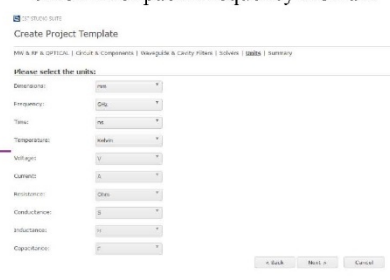 CST STUDIO SUITE
Create Project Template
MW & RF & OPTICAL | Circuit & Components | Waveguide & Cavity Filters | Solvers | Units | Summary
Please select the units:
Dimensions: mm
Frequency: GHz
Time: ns
Temperature: Kelvin
Voltage: V
Current: A
Resistance: Ohm
Conductance: S
Inductance: H
Capacitance: F
< Back Next > Cancel